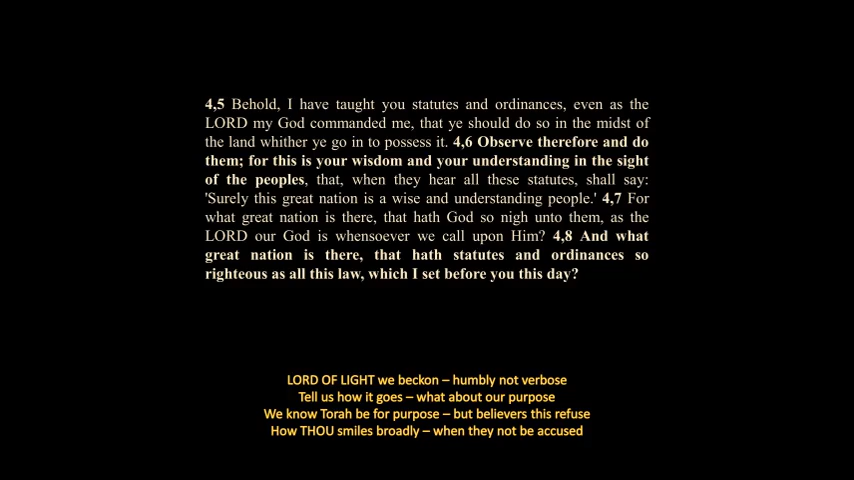 4,5 Behold, I have taught you statutes and ordinances, even as the
LORD my God commanded me, that ye should do so in the midst of
the land whither ye go in to possess it. 4,6 Observe therefore and do
them; for this is your wisdom and your understanding in the sight
of the peoples, that, when they hear all these statutes, shall say:
'Surely this great nation is a wise and understanding people.' 4,7 For
what great nation is there, that hath God so nigh unto them, as the
LORD our God is whensoever we call upon Him? 4,8 And what
great nation is there, that hath statutes and ordinances so
righteous as all this law, which I set before you this day?
LORD OF LIGHT we beckon – humbly not verbose
Tell us how it goes – what about our purpose
We know Torah be for purpose – but believers this refuse
How THOU smiles broadly – when they not be accused